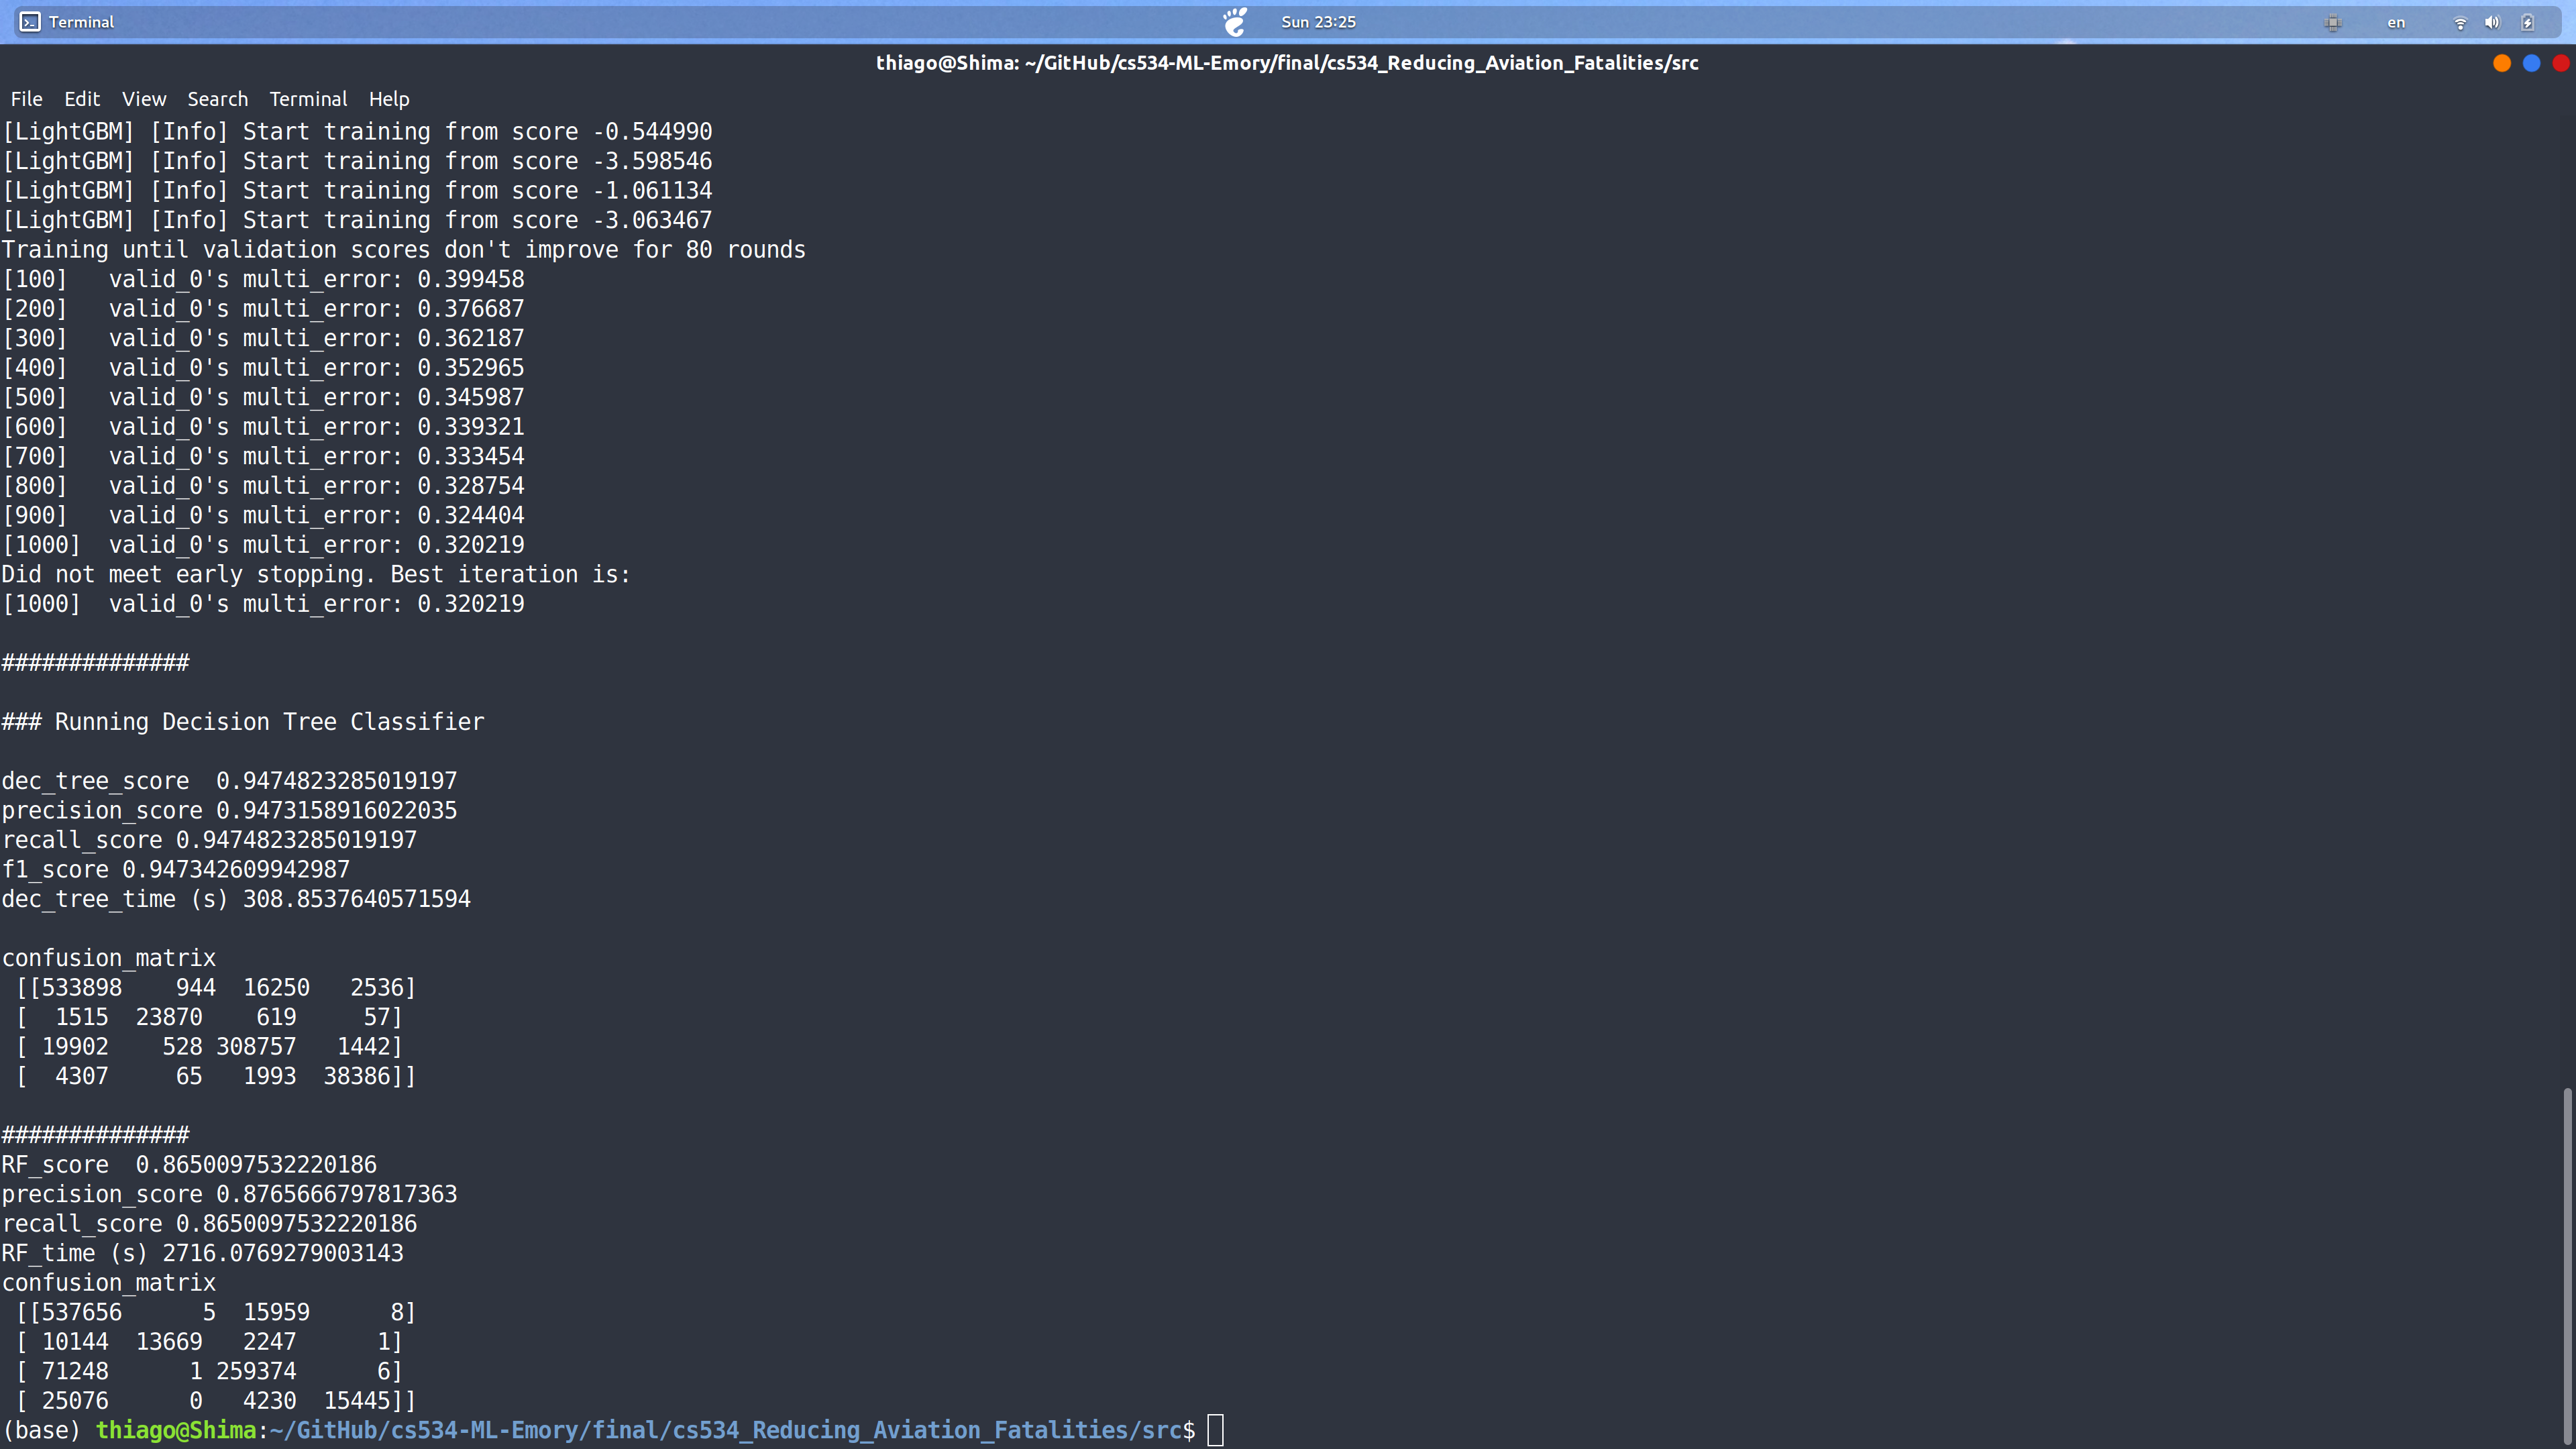 Terminal
Sun 23:25
en
thiago@Shima: ~/GitHub/cs534-ML-Emory/final/cs534_Reducing_Aviation_Fatalities/src
File Edit View Search Terminal Help
[LightGBM] [Info] Start training from score -0.544990
[LightGBM] [Info] Start training from score -3.598546
[LightGBM] [Info] Start training from score -1.061134
[LightGBM] [Info] Start training from score -3.063467
Training until validation scores don't improve for 80 rounds
[100]   valid_0's multi_error: 0.399458
[200]   valid_0's multi_error: 0.376687
[300]   valid_0's multi_error: 0.362187
[400]   valid_0's multi_error: 0.352965
[500]   valid_0's multi_error: 0.345987
[600]   valid_0's multi_error: 0.339321
[700]   valid_0's multi_error: 0.333454
[800]   valid_0's multi_error: 0.328754
[900]   valid_0's multi_error: 0.324404
[1000]  valid_0's multi_error: 0.320219
Did not meet early stopping. Best iteration is:
[1000]  valid_0's multi_error: 0.320219
##############
### Running Decision Tree Classifier
dec_tree_score  0.9474823285019197
precision_score 0.9473158916022035
recall_score 0.9474823285019197
f1_score 0.947342609942987
dec_tree_time (s) 308.8537640571594
confusion_matrix
 [[533898    944  16250   2536]
 [  1515  23870    619     57]
 [ 19902    528 308757   1442]
 [  4307     65   1993  38386]]
##############
RF_score  0.8650097532220186
precision_score 0.8765666797817363
recall_score 0.8650097532220186
RF_time (s) 2716.0769279003143
confusion_matrix
 [[537656      5  15959      8]
 [ 10144  13669   2247      1]
 [ 71248      1 259374      6]
 [ 25076      0   4230  15445]]
(base) thiago@Shima:~/GitHub/cs534-ML-Emory/final/cs534_Reducing_Aviation_Fatalities/src$